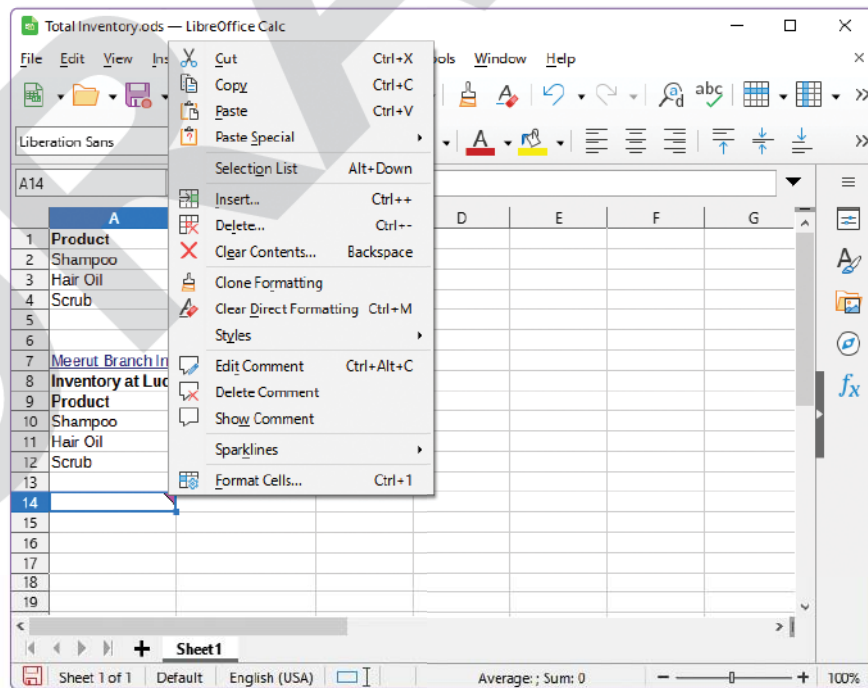 Total Inventory.ods — LibreOffice Calc
File Edit View Ins ols Window Help
Liberation Sans
A14
A D E F G
1 Product
2 Shampoo
3 Hair Oil
4 Scrub
5
6
7 Meerut Branch In
8 Inventory at Luc
9 Product
10 Shampoo
11 Hair Oil
12 Scrub
13
14
15
16
17
18
19
Cut Ctrl+X
Copy Ctrl+C
Paste Ctrl+V
Paste Special
Selection List Alt+Down
Insert... Ctrl++
Delete... Ctrl+-
Clear Contents... Backspace
Clone Formatting
Clear Direct Formatting Ctrl+M
Styles
Edit Comment Ctrl+Alt+C
Delete Comment
Show Comment
Sparklines
Format Cells... Ctrl+1
Sheet1
Sheet 1 of 1 Default English (USA) Average: ; Sum: 0 100%